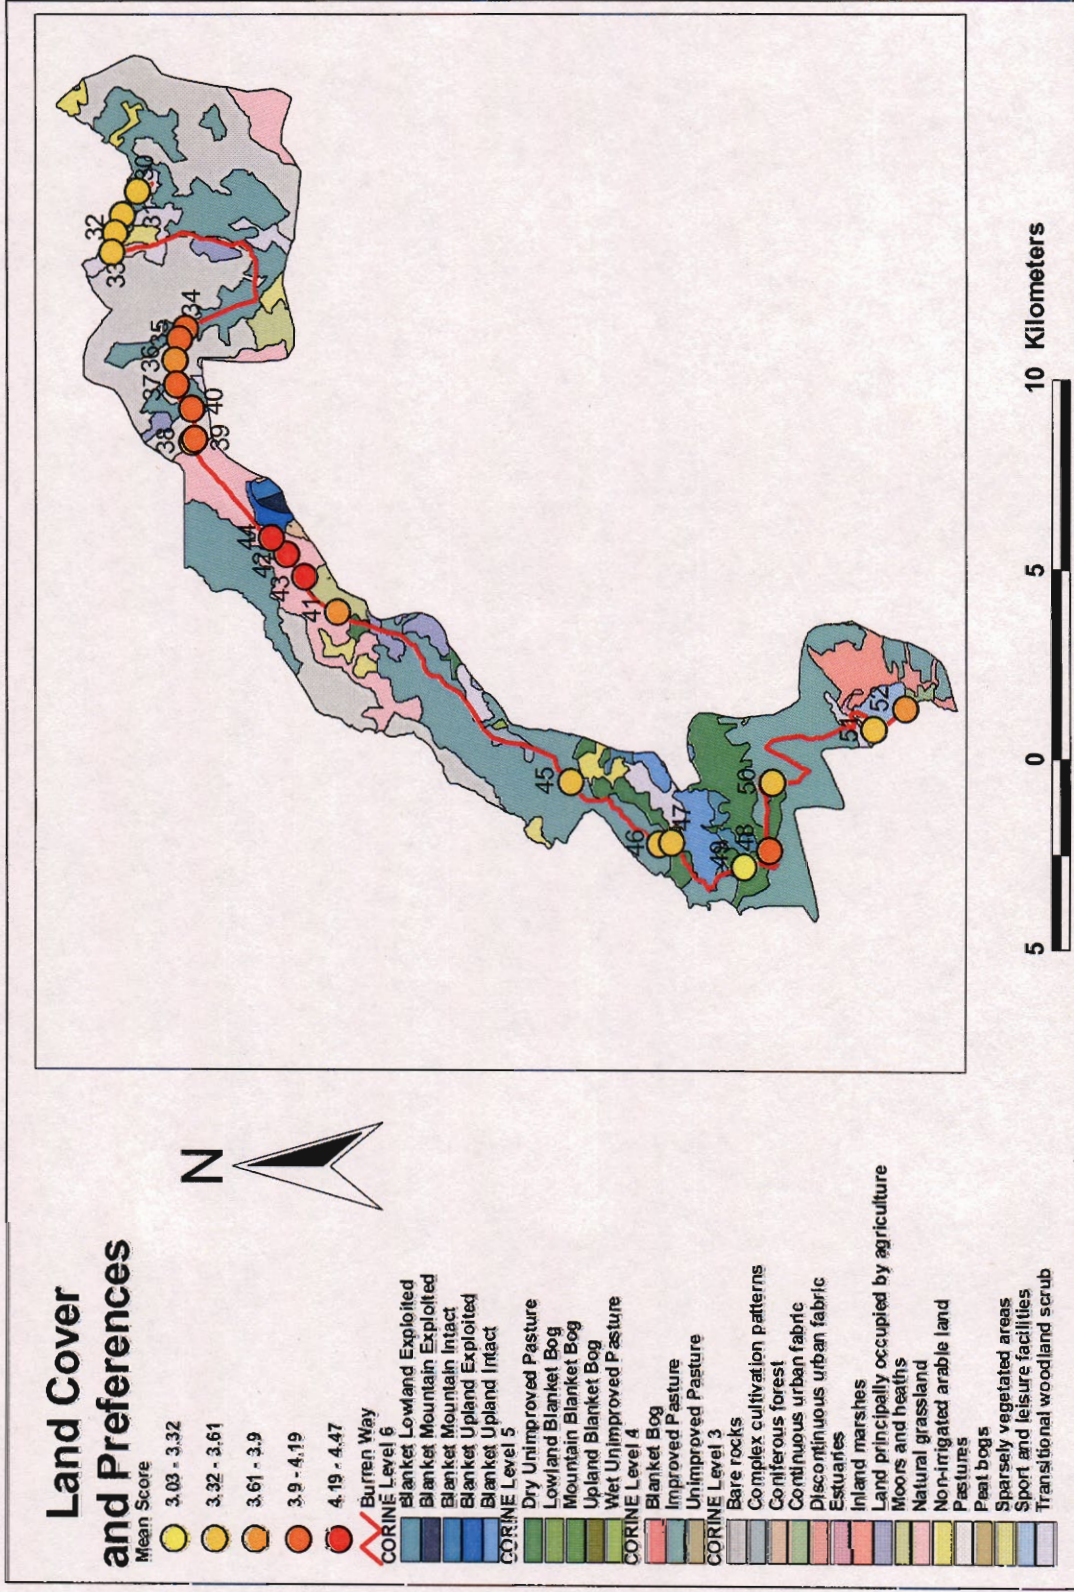 Land Cover
and Preferences
Mean Score
3.03 - 3.32
3.32 - 3.61
3.61 - 3.9
3.9 - 4.19
4.19 - 4.47
Burren Way
CORINE Level 6
Blanket Lowland Exploited
Blanket Mountain Exploited
Blanket Mountain Intact
Blanket Upland Exploited
Blanket Upland Intact
CORINE Level 5
Dry Unimproved Pasture
Lowland Blanket Bog
Mountain Blanket Bog
Upland Blanket Bog
Wet Unimproved Pasture
CORINE Level 4
Blanket Bog
Improved Pasture
Unimproved Pasture
CORINE Level 3
Bare rocks
Complex cultivation patterns
Coniferous forest
Continuous urban fabric
Discontinuous urban fabric
Estuaries
Inland marshes
Land principally occupied by agriculture
Moors and heaths
Natural grassland
Non-irrigated arable land
Pastures
Peat bogs
Sparsely vegetated areas
Sport and leisure facilities
Transitional woodland scrub
N
30
31
32
33
34
35
36
37
38
39
40
44
42
43
41
45
46
47
48
49
50
51
52
5
0
5
10 Kilometers